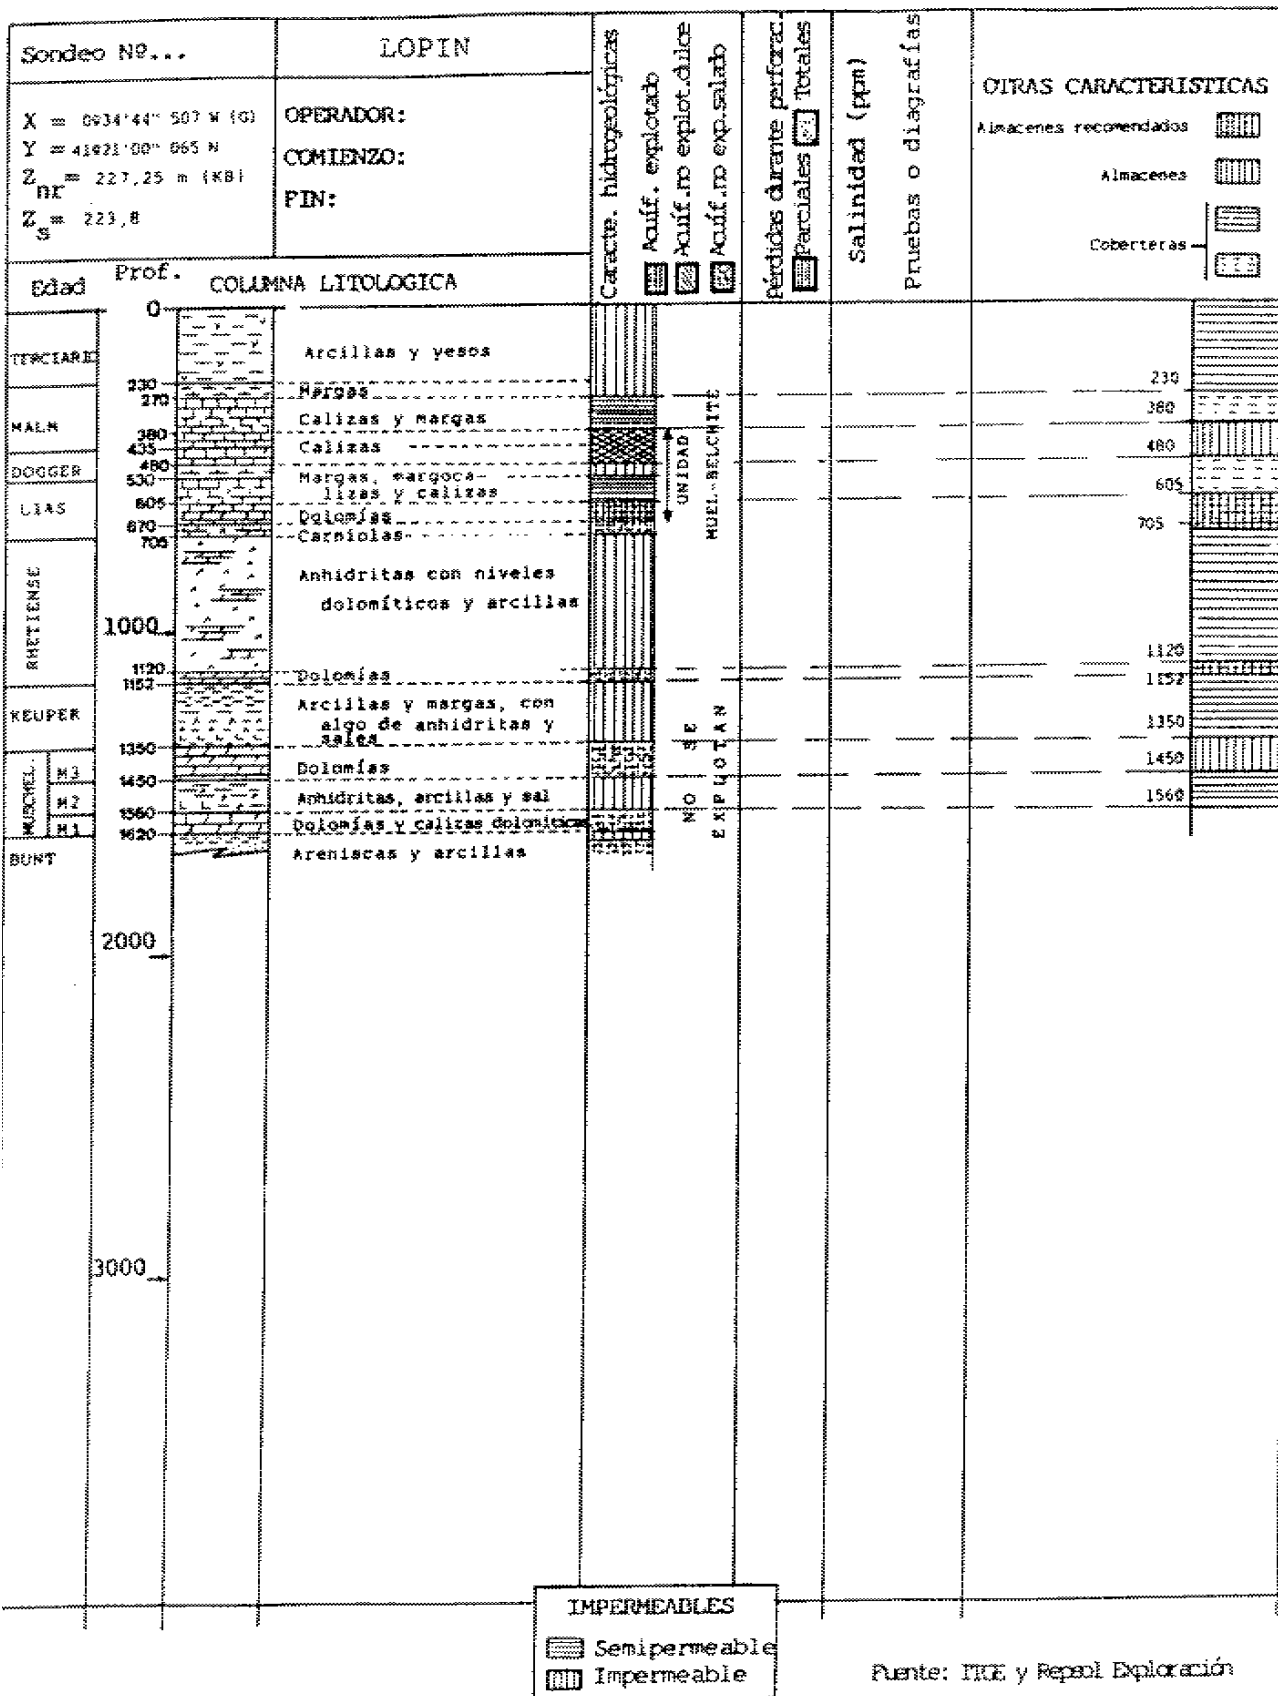 Sondeo Nº...
LOPIN
X = 0º34'44" 507 W (G)
Y = 41º21'00" 065 N
Znr = 227,25 m (KB)
Zs = 223,8
OPERADOR:
COMIENZO:
FIN:
Caracte. hidrogeológicas
Acuíf. explotado
Acuíf.no explot.dulce
Acuíf.no exp.salado
Pérdidas durante perforac.
Parciales
Totales
Salinidad (ppm)
Pruebas o diagrafías
OTRAS CARACTERISTICAS
Almacenes recomendados
Almacenes
Coberteras
Edad
Prof.
COLUMNA LITOLOGICA
TERCIARIO
MALM
DOGGER
LIAS
RHETIENSE
KEUPER
MUSCHEL.
M3
M2
M1
BUNT
0
230
270
380
435
480
530
605
670
705
1000
1120
1152
1350
1450
1560
1620
2000
3000
Arcillas y yesos
Margas
Calizas y margas
Calizas
Margas, margoca-
lizas y calizas
Dolomías
Carniolas
Anhidritas con niveles
dolomíticos y arcillas
Dolomías
Arcillas y margas, con
algo de anhidritas y
sales
Dolomías
Anhidritas, arcillas y sal
Dolomías y calizas dolomíticas
Areniscas y arcillas
UNIDAD
MUEL-BELCHITE
NO SE
EXPLOTAN
230
380
480
605
705
1120
1152
1350
1450
1560
IMPERMEABLES
Semipermeable
Impermeable
Fuente: ITGE y Repsol Exploración